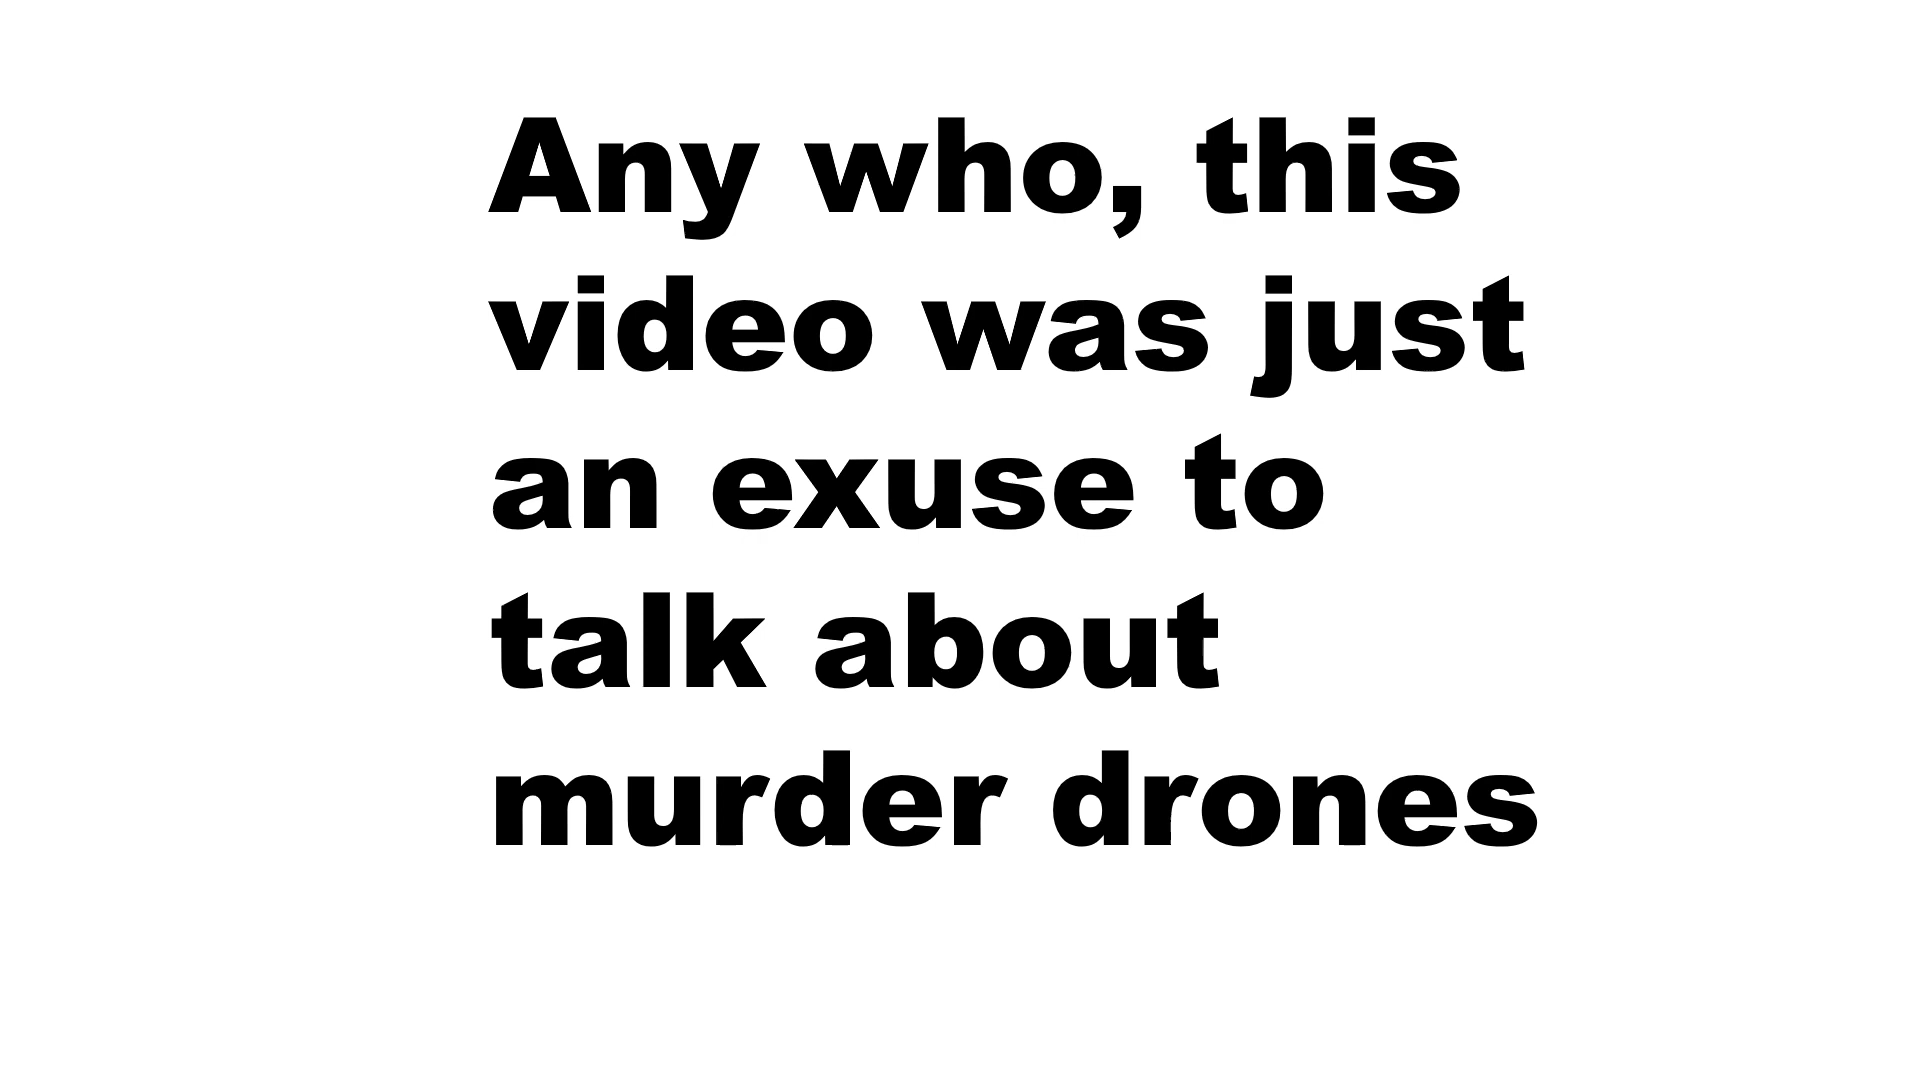 Any who, this
video was just
an exuse to
talk about
murder drones